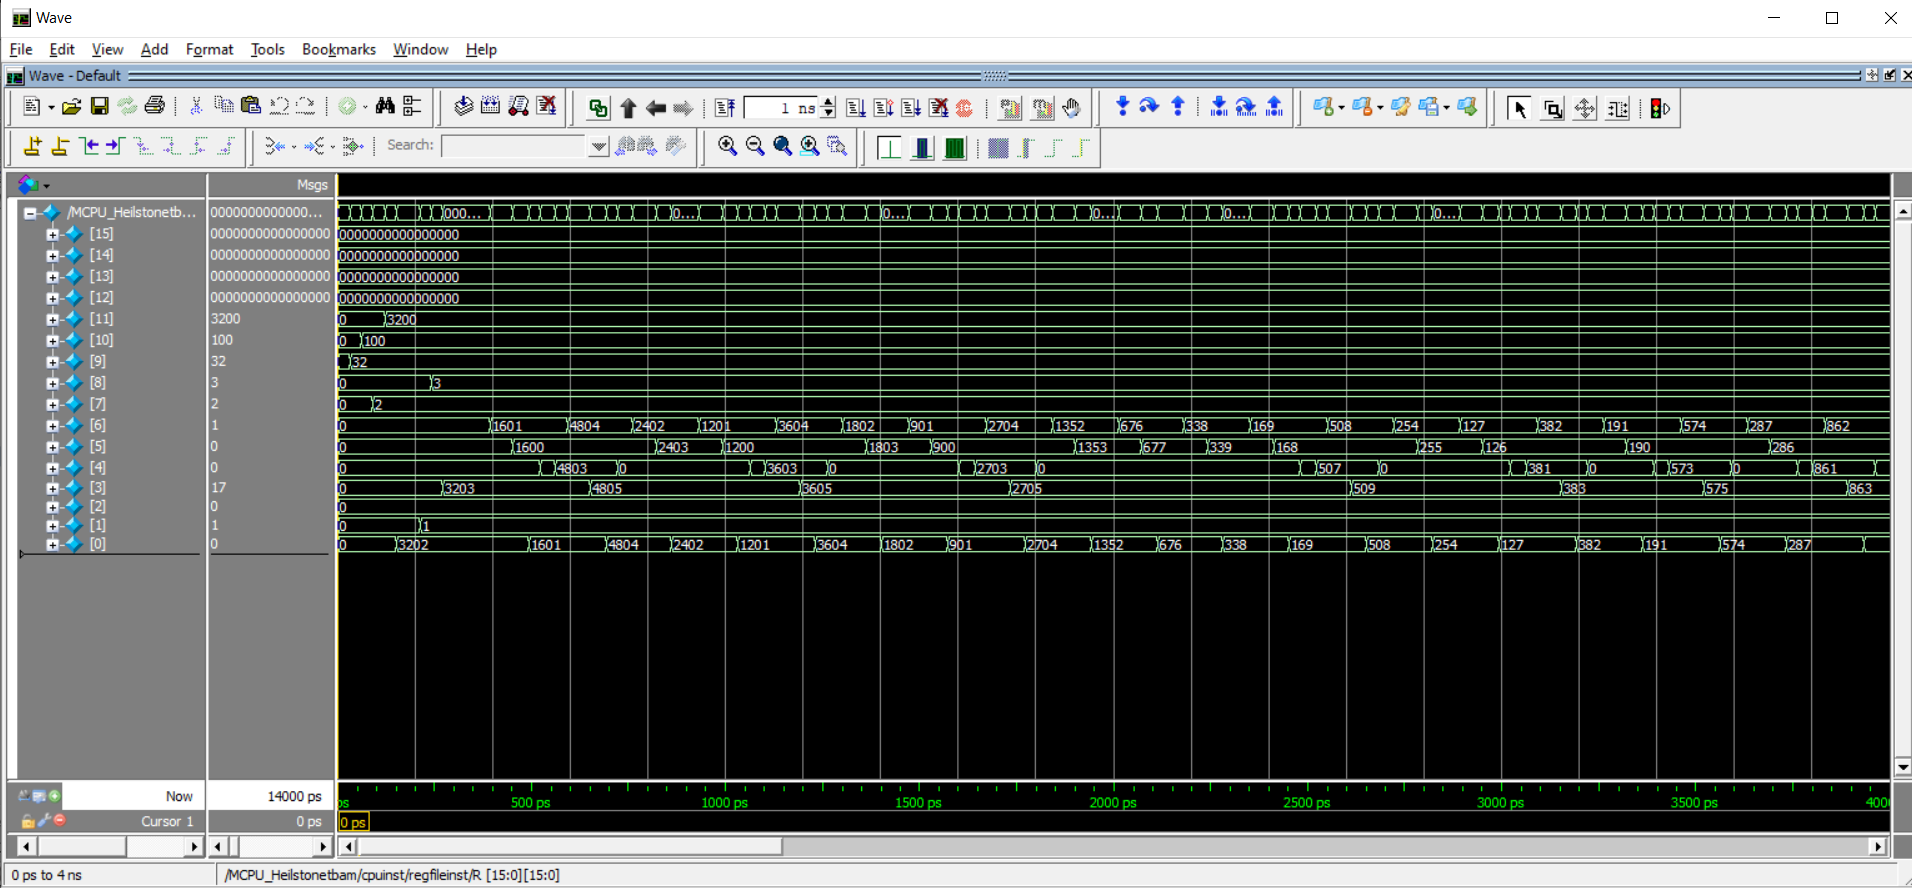 Wave
File Edit View Add Format Tools Bookmarks Window Help
Wave - Default
1 ns
Search:
Msgs
/MCPU_Heilstonetb... 0000000000000... 000... 0... 0... 0... 0... 0...
[15] 0000000000000000 0000000000000000
[14] 0000000000000000 0000000000000000
[13] 0000000000000000 0000000000000000
[12] 0000000000000000 0000000000000000
[11] 3200 0 3200
[10] 100 0 100
[9] 32 32
[8] 3 0 3
[7] 2 0 2
[6] 1 0 1601 4804 2402 1201 3604 1802 901 2704 1352 676 338 169 508 254 127 382 191 574 287 862
[5] 0 0 1600 2403 1200 1803 900 1353 677 339 168 255 126 190 286
[4] 0 0 4803 0 3603 0 2703 0 507 0 381 0 573 0 861
[3] 17 0 3203 4805 3605 2705 509 383 575 863
[2] 0 0
[1] 1 0 1
[0] 0 0 3202 1601 4804 2402 1201 3604 1802 901 2704 1352 676 338 169 508 254 127 382 191 574 287
Now 14000 ps ps 500 ps 1000 ps 1500 ps 2000 ps 2500 ps 3000 ps 3500 ps 400
Cursor 1 0 ps 0 ps
0 ps to 4 ns /MCPU_Heilstonetbam/cpuinst/regfileinst/R [15:0][15:0]